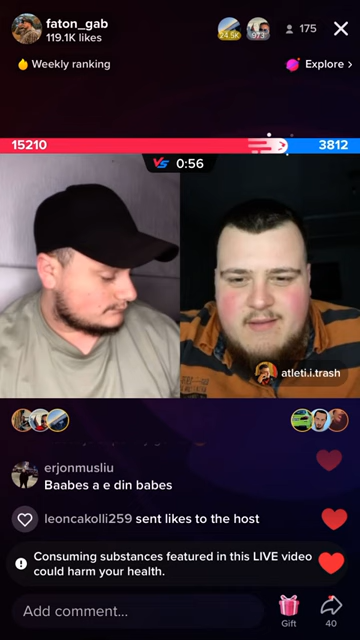 faton_gab
119.1K likes
24.5K
973
175
Weekly ranking
Explore >
15210
3812
VS 0:56
atleti.i.trash
erjonmusliu
Baabes a e din babes
leoncakolli259 sent likes to the host
Consuming substances featured in this LIVE video
could harm your health.
Add comment...
Gift
40